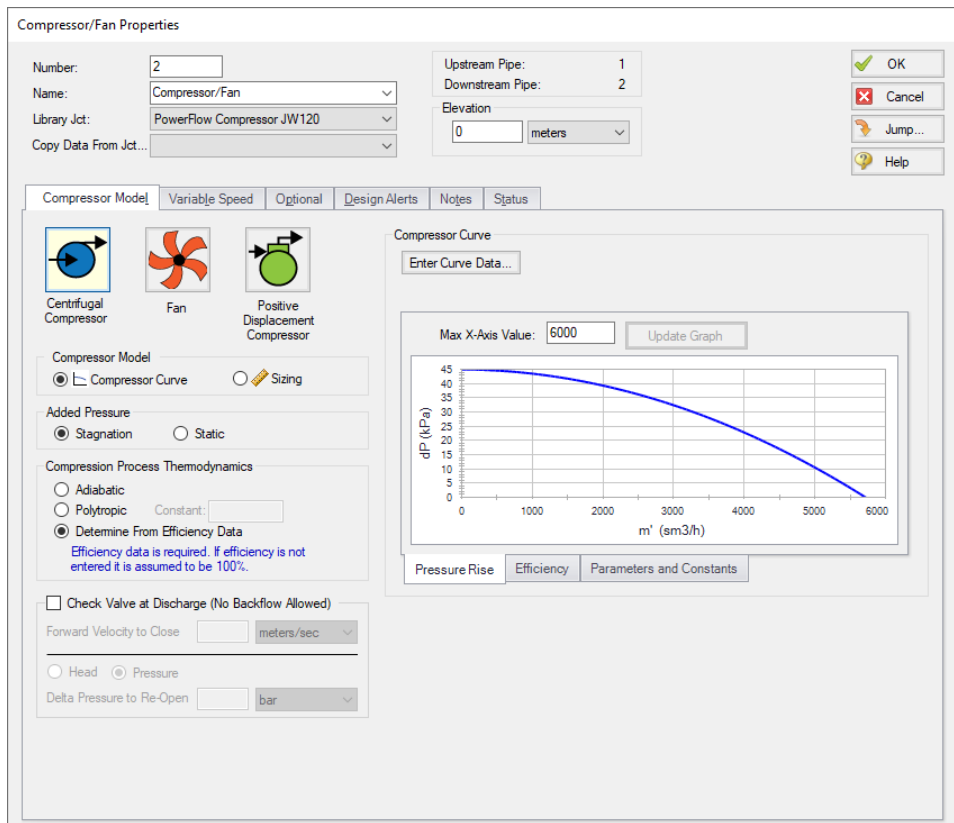 Compressor/Fan Properties
Number: 2
Name: Compressor/Fan
Library Jct: PowerFlow Compressor JW120
Copy Data From Jct...
Upstream Pipe: 1
Downstream Pipe: 2
Elevation
0 meters
OK
Cancel
Jump...
Help
Compressor Model Variable Speed Optional Design Alerts Notes Status
Centrifugal
Compressor
Fan
Positive
Displacement
Compressor
Compressor Model
Compressor Curve Sizing
Added Pressure
Stagnation Static
Compression Process Thermodynamics
Adiabatic
Polytropic Constant:
Determine From Efficiency Data
Efficiency data is required. If efficiency is not
entered it is assumed to be 100%.
Check Valve at Discharge (No Backflow Allowed)
Forward Velocity to Close meters/sec
Head Pressure
Delta Pressure to Re-Open bar
Compressor Curve
Enter Curve Data...
Max X-Axis Value: 6000 Update Graph
dP (kPa)
45
40
35
30
25
20
15
10
5
0
0 1000 2000 3000 4000 5000 6000
m' (sm3/h)
Pressure Rise Efficiency Parameters and Constants